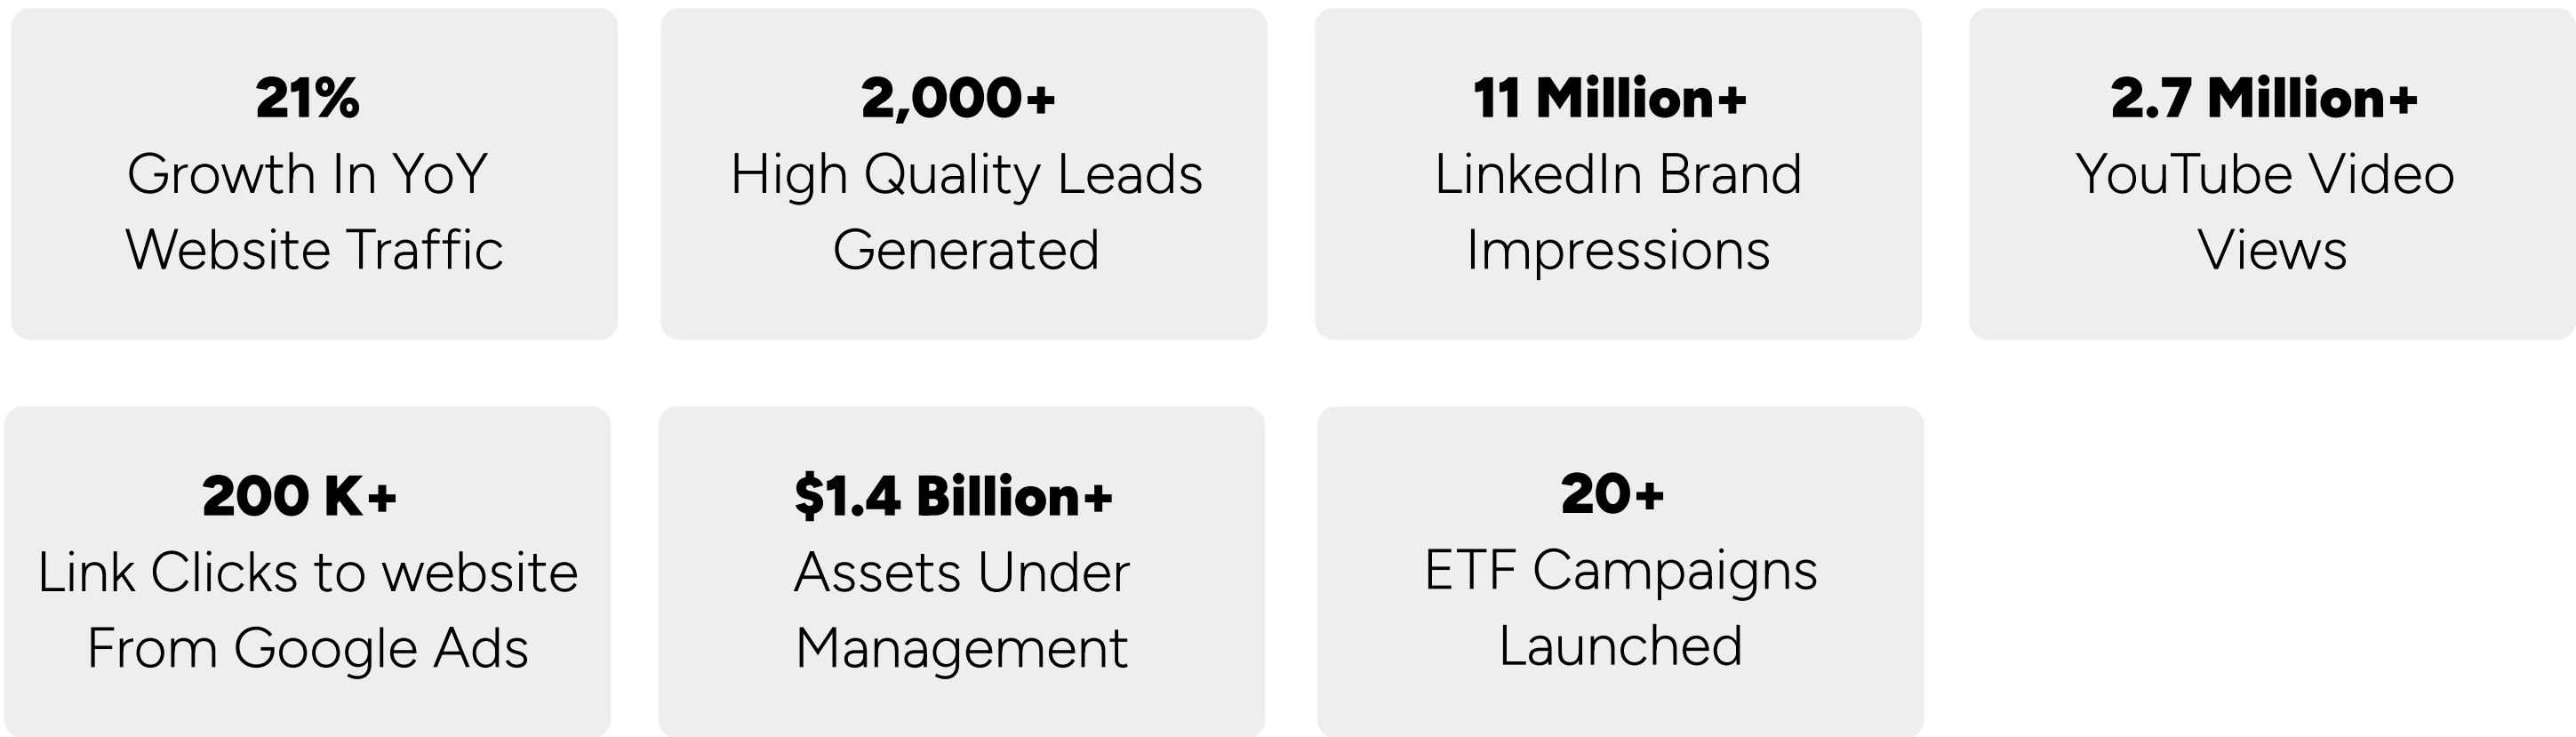 21%
Growth In YoY
Website Traffic
2,000+
High Quality Leads
Generated
11 Million+
LinkedIn Brand
Impressions
2.7 Million+
YouTube Video
Views
200 K+
Link Clicks to website
From Google Ads
$1.4 Billion+
Assets Under
Management
20+
ETF Campaigns
Launched